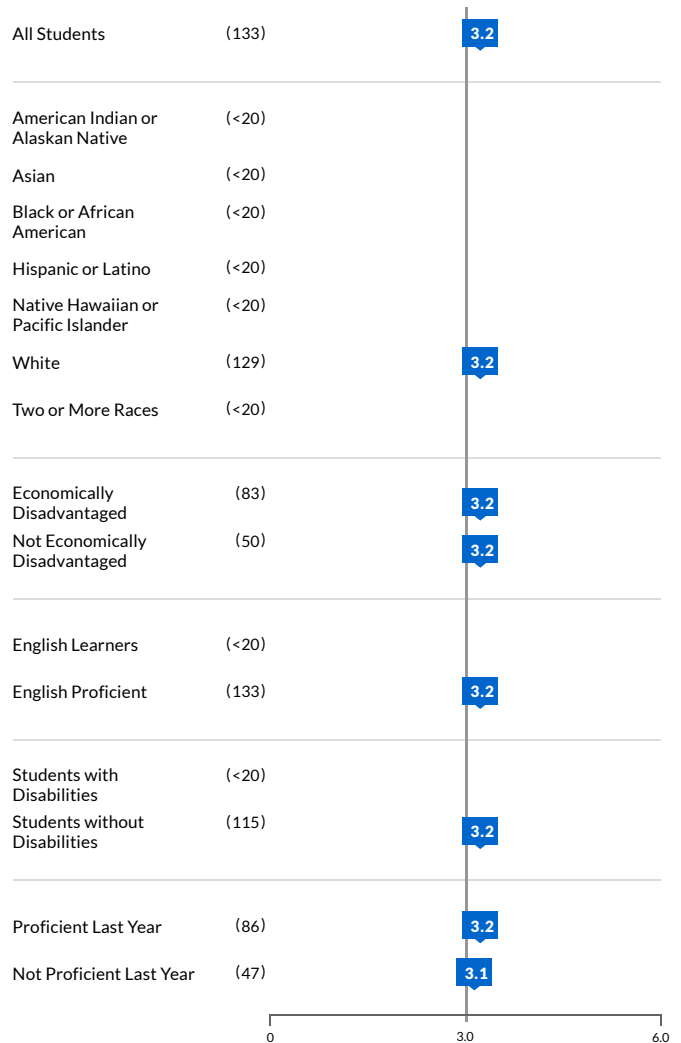 All Students (133) 3.2
American Indian or (<20)
Alaskan Native
Asian (<20)
Black or African (<20)
American
Hispanic or Latino (<20)
Native Hawaiian or (<20)
Pacific Islander
White (129) 3.2
Two or More Races (<20)
Economically (83) 3.2
Disadvantaged
Not Economically (50) 3.2
Disadvantaged
English Learners (<20)
English Proficient (133) 3.2
Students with (<20)
Disabilities
Students without (115) 3.2
Disabilities
Proficient Last Year (86) 3.2
Not Proficient Last Year (47) 3.1
0 3.0 6.0